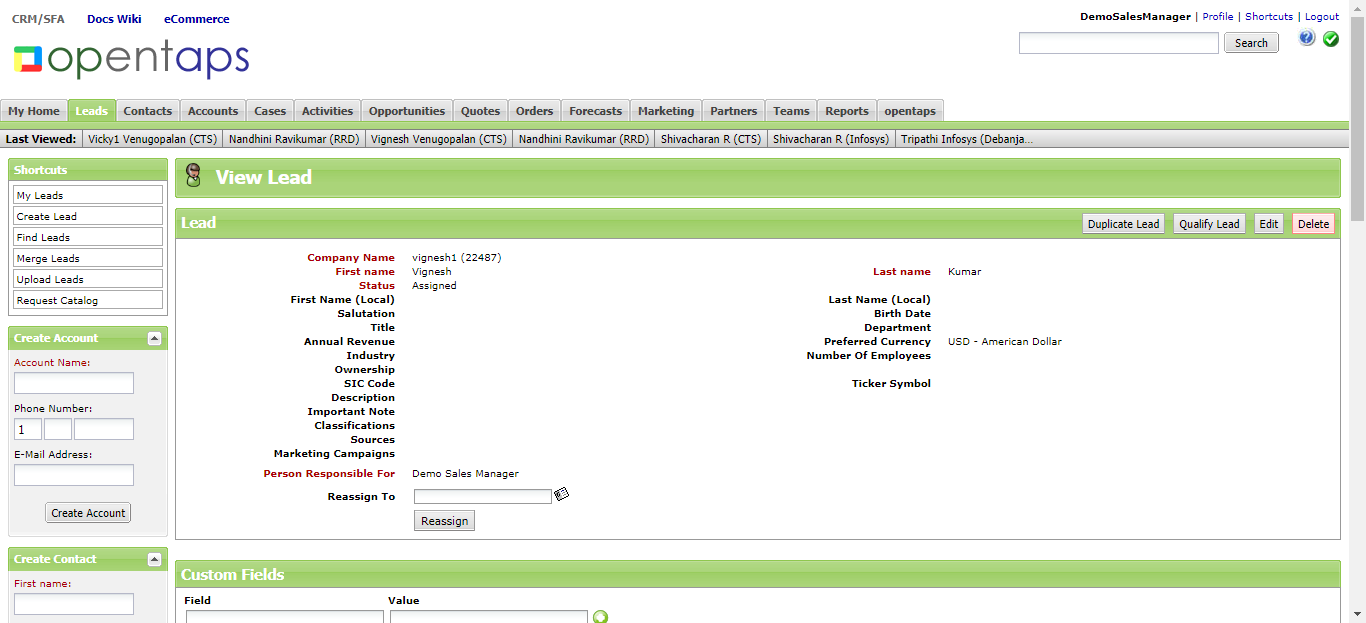 CRM/SFA Docs Wiki eCommerce
DemoSalesManager | Profile | Shortcuts | Logout
opentaps
Search
My Home Leads Contacts Accounts Cases Activities Opportunities Quotes Orders Forecasts Marketing Partners Teams Reports opentaps
Last Viewed: Vicky1 Venugopalan (CTS) Nandhini Ravikumar (RRD) Vignesh Venugopalan (CTS) Nandhini Ravikumar (RRD) Shivacharan R (CTS) Shivacharan R (Infosys) Tripathi Infosys (Debanja...
Shortcuts
My Leads
Create Lead
Find Leads
Merge Leads
Upload Leads
Request Catalog
Create Account
Account Name:
Phone Number:
1
E-Mail Address:
Create Account
Create Contact
First name:
View Lead
Lead
Duplicate Lead Qualify Lead Edit Delete
Company Name vignesh1 (22487)
First name Vignesh Last name Kumar
Status Assigned
First Name (Local) Last Name (Local)
Salutation Birth Date
Title Department
Annual Revenue Preferred Currency USD - American Dollar
Industry Number Of Employees
Ownership
SIC Code Ticker Symbol
Description
Important Note
Classifications
Sources
Marketing Campaigns
Person Responsible For Demo Sales Manager
Reassign To
Reassign
Custom Fields
Field Value